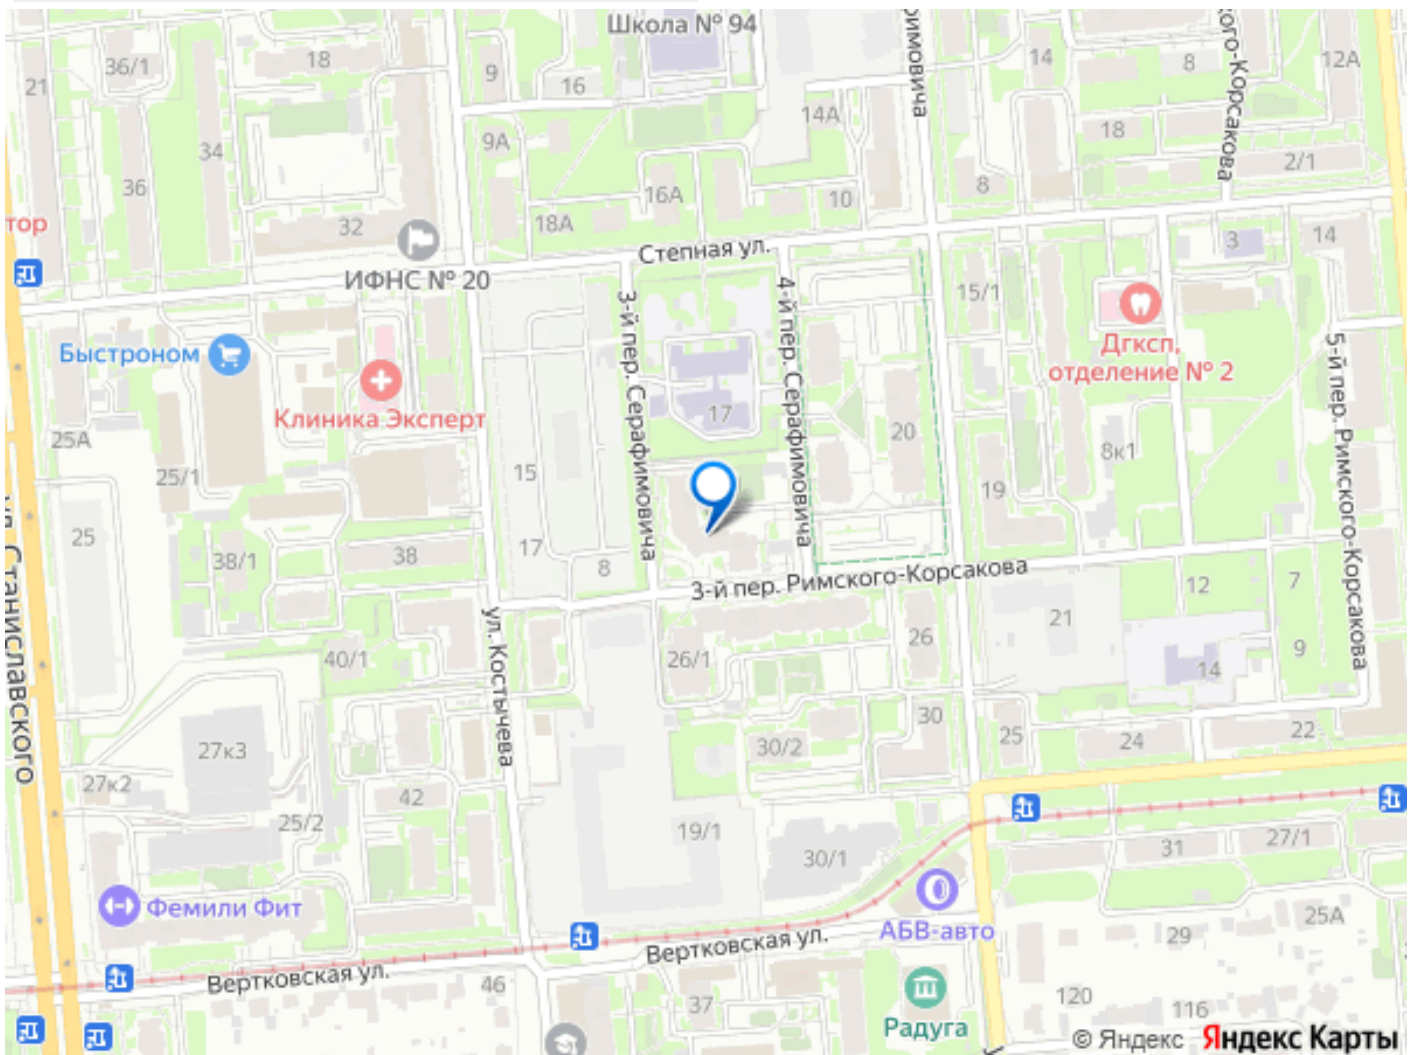 Школа № 94
римовича
кого-Корсакова
36/1
18
9
16
14
8
12А
21
14А
18
34
9А
2/1
36
16А
10
8
тор
32
18А
3
14
Степная ул.
ИФНС № 20
15/1
3-й пер. Серафимовича
4-й пер. Серафимовича
5-й пер. Римского-Корсакова
Быстроном
Дгксп,
отделение № 2
Клиника Эксперт
17
25А
20
8к1
25/1
15
19
25
38/1
38
17
8
3-й пер. Римского-Корсакова
12
7
ул. Станиславского
ул. Костычева
21
40/1
26/1
26
9
14
27к3
30/2
30
25
24
22
27к2
42
25/2
19/1
30/1
31
27/1
Фемили Фит
АБВ-авто
29
25А
Вертковская ул.
Вертковская ул.
46
37
Радуга
120
116
© Яндекс Яндекс Карты